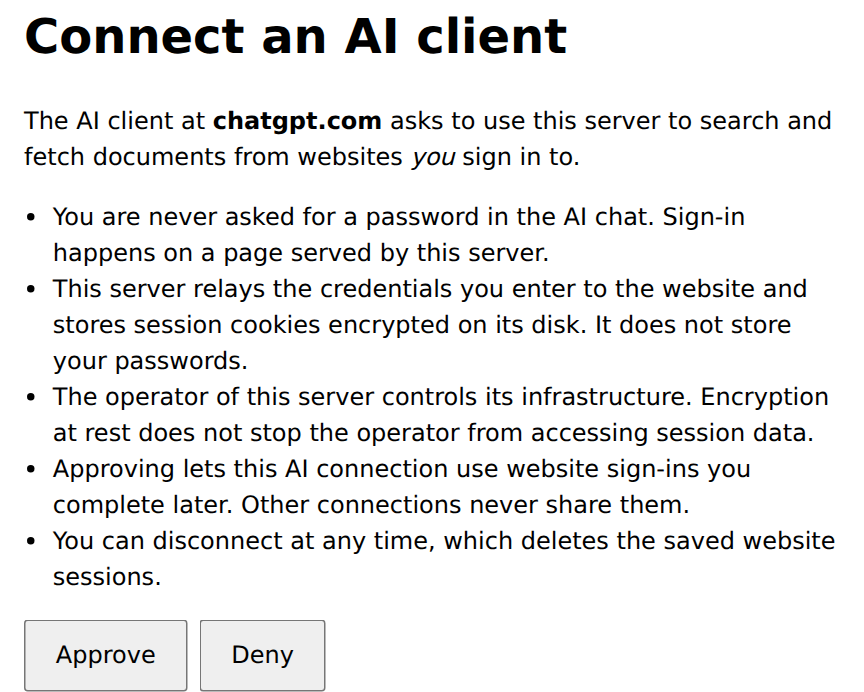 Connect an AI client
The AI client at chatgpt.com asks to use this server to search and
fetch documents from websites you sign in to.
• You are never asked for a password in the AI chat. Sign-in
happens on a page served by this server.
• This server relays the credentials you enter to the website and
stores session cookies encrypted on its disk. It does not store
your passwords.
• The operator of this server controls its infrastructure. Encryption
at rest does not stop the operator from accessing session data.
• Approving lets this AI connection use website sign-ins you
complete later. Other connections never share them.
• You can disconnect at any time, which deletes the saved website
sessions.
Approve Deny